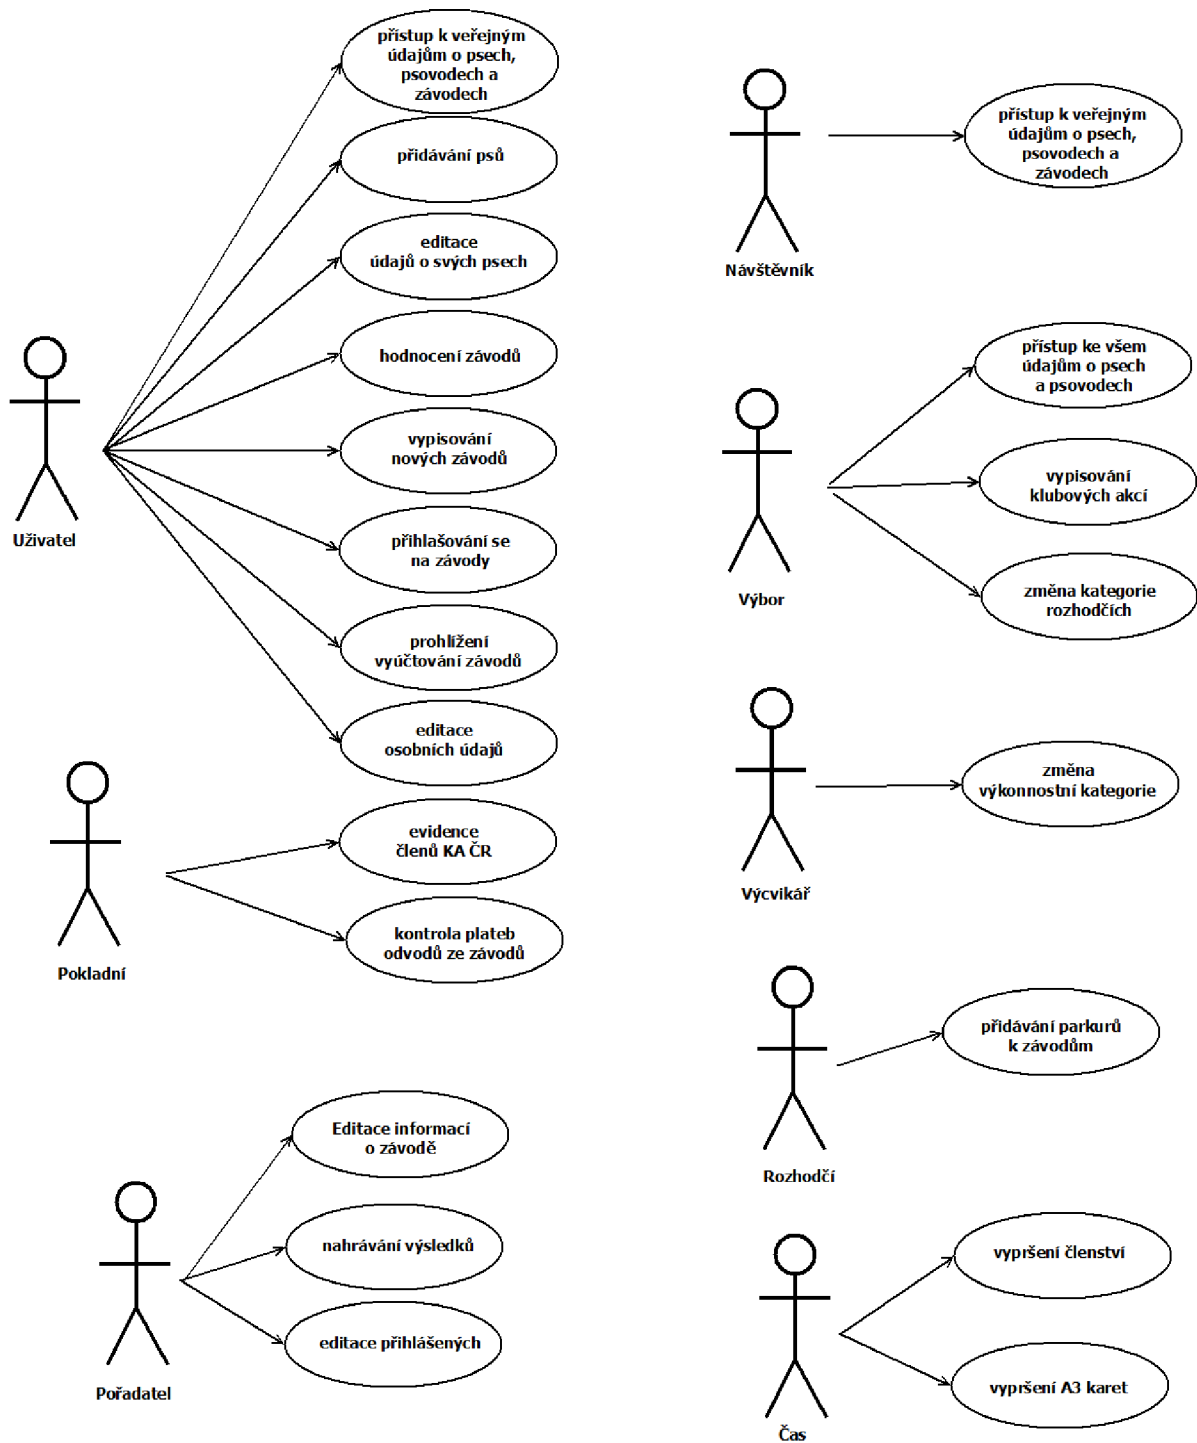 přístup k veřejným
údajům o psech,
psovodech a
závodech
přidávání psů
editace
údajů o svých psech
hodnocení závodů
vypisování
nových závodů
přihlašování se
na závody
prohlížení
vyúčtování závodů
editace
osobních údajů
Uživatel
evidence
členů KA ČR
kontrola plateb
odvodů ze závodů
Pokladní
Editace informací
o závodě
nahrávání výsledků
editace přihlášených
Pořadatel
přístup k veřejným
údajům o psech,
psovodech a
závodech
Návštěvník
přístup ke všem
údajům o psech
a psovodech
vypisování
klubových akcí
změna kategorie
rozhodčích
Výbor
změna
výkonnostní kategorie
Výcvikář
přidávání parkurů
k závodům
Rozhodčí
vypršení členství
vypršení A3 karet
Čas